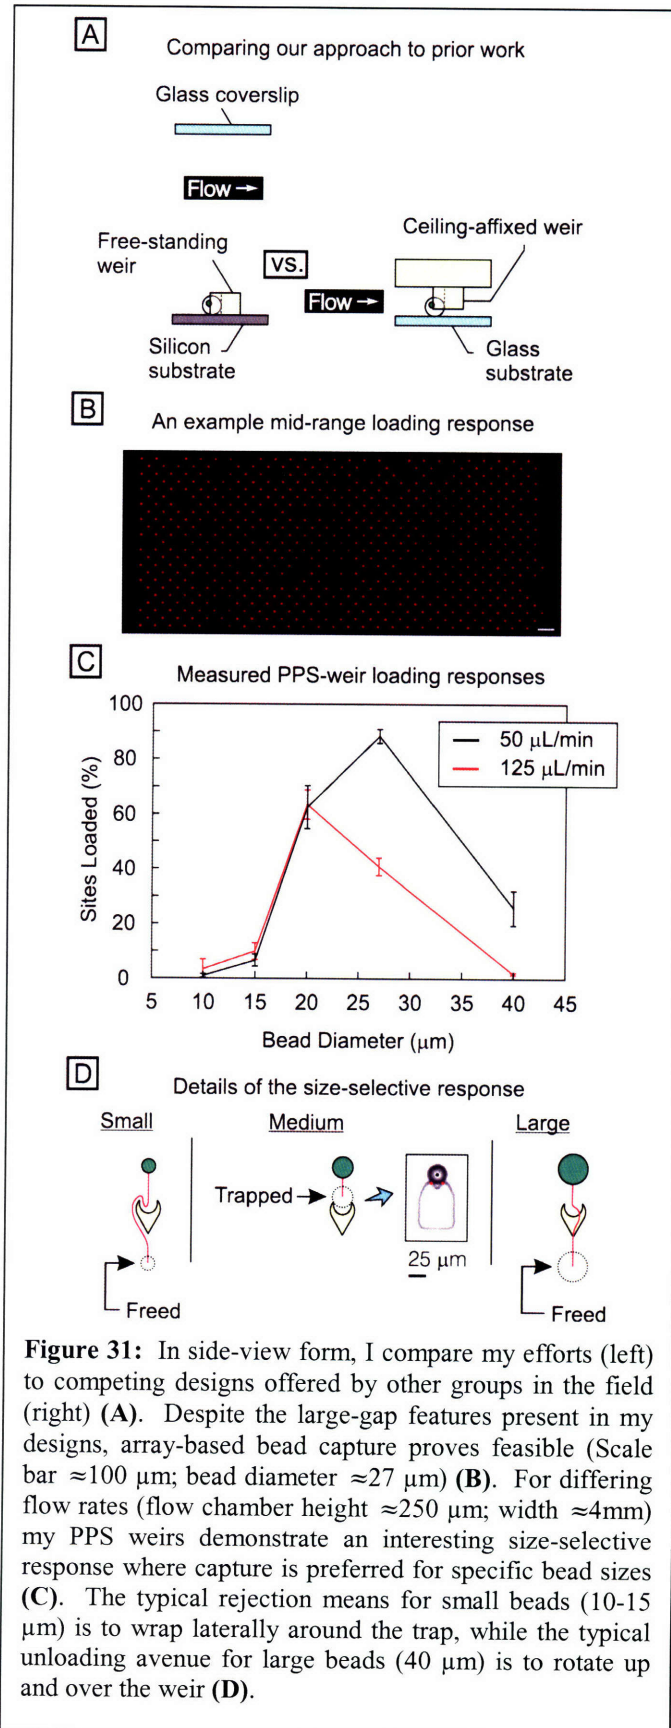 A
Comparing our approach to prior work
Glass coverslip
Flow →
Free-standing
weir
vs.
Ceiling-affixed weir
Flow →
Silicon
substrate
Glass
substrate
B
An example mid-range loading response
C
Measured PPS-weir loading responses
100
80
60
40
20
0
Sites Loaded (%)
50 µL/min
125 µL/min
5 10 15 20 25 30 35 40 45
Bead Diameter (µm)
D
Details of the size-selective response
Small
Medium
Large
Trapped
25 µm
Freed
Freed
Figure 31: In side-view form, I compare my efforts (left)
to competing designs offered by other groups in the field
(right) (A). Despite the large-gap features present in my
designs, array-based bead capture proves feasible (Scale
bar ≈100 µm; bead diameter ≈27 µm) (B). For differing
flow rates (flow chamber height ≈250 µm; width ≈4mm)
my PPS weirs demonstrate an interesting size-selective
response where capture is preferred for specific bead sizes
(C). The typical rejection means for small beads (10-15
µm) is to wrap laterally around the trap, while the typical
unloading avenue for large beads (40 µm) is to rotate up
and over the weir (D).